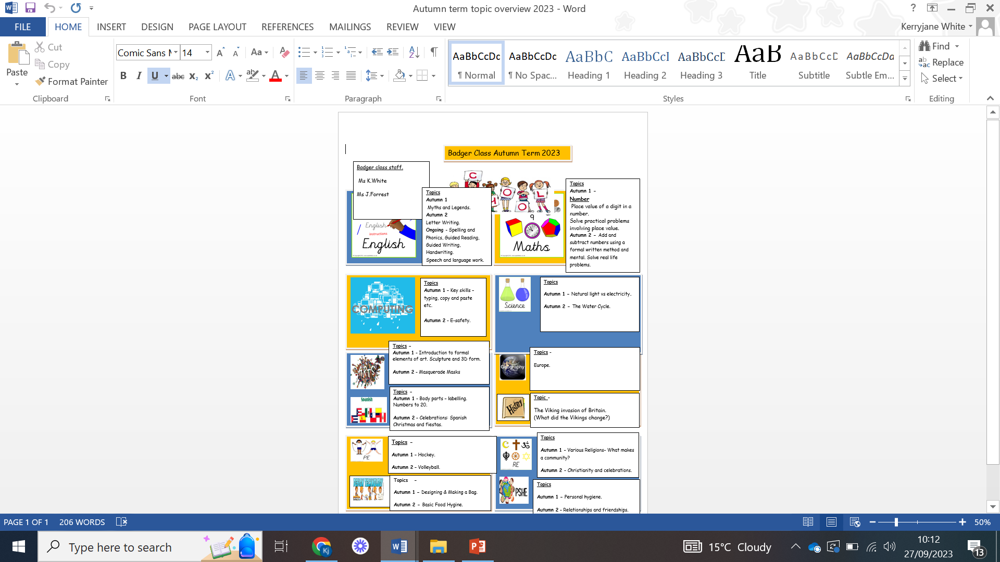 Autumn term topic overview 2023 - Word
?
FILE HOME INSERT DESIGN PAGE LAYOUT REFERENCES MAILINGS REVIEW VIEW
Kerryjane White
Paste
Cut
Copy
Format Painter
Clipboard
Comic Sans M 14
Font
Paragraph
AaBbCcDc AaBbCcDc AaBbC AaBbCcI AaBbCcD AaB AaBbCcD AaBbCcDa
¶ Normal ¶ No Spac... Heading 1 Heading 2 Heading 3 Title Subtitle Subtle Em...
Styles
Find
Replace
Select
Editing
Badger Class Autumn Term 2023
Badger class staff.
Ms K.White
Ms J.Forrest
English
instructions
English
Topics
Autumn 1
Myths and Legends.
Autumn 2
Letter Writing.
Ongoing - Spelling and
Phonics, Guided Reading,
Guided Writing,
Handwriting.
Speech and language work.
C
H O O L
9
Maths
Topics
Autumn 1 -
Number
Place value of a digit in a
number.
Solve practical problems
involving place value.
Autumn 2 - Add and
subtract numbers using a
formal written method and
mental. Solve real life
problems.
COMPUTING
Topics
Autumn 1 - Key skills -
typing, copy and paste
etc.
Autumn 2 - E-safety.
Science
Topics
Autumn 1 - Natural light vs electricity.
Autumn 2 - The Water Cycle.
ARTS
Topics -
Autumn 1 - Introduction to formal
elements of art. Sculpture and 3D form.
Autumn 2 - Masquerade Masks
Geography
Topics -
Europe.
Spanish
Topics -
Autumn 1 - Body parts - labelling.
Numbers to 20.
Autumn 2 - Celebrations: Spanish
Christmas and fiestas.
History
Topic -
The Viking invasion of Britain.
(What did the Vikings change?)
PE
Topics -
Autumn 1 - Hockey.
Autumn 2 - Volleyball.
RE
Topics
Autumn 1 - Various Religions- What makes
a community?
Autumn 2 - Christianity and celebrations.
DESIGN TECHNOLOGY
Topics -
Autumn 1 - Designing & Making a Bag.
Autumn 2 - Basic Food Hygine.
PSHE
Topics
Autumn 1 - Personal hygiene.
Autumn 2 - Relationships and friendships.
PAGE 1 OF 1 206 WORDS
50%
Type here to search
Kj
15°C Cloudy
10:12
27/09/2023
13